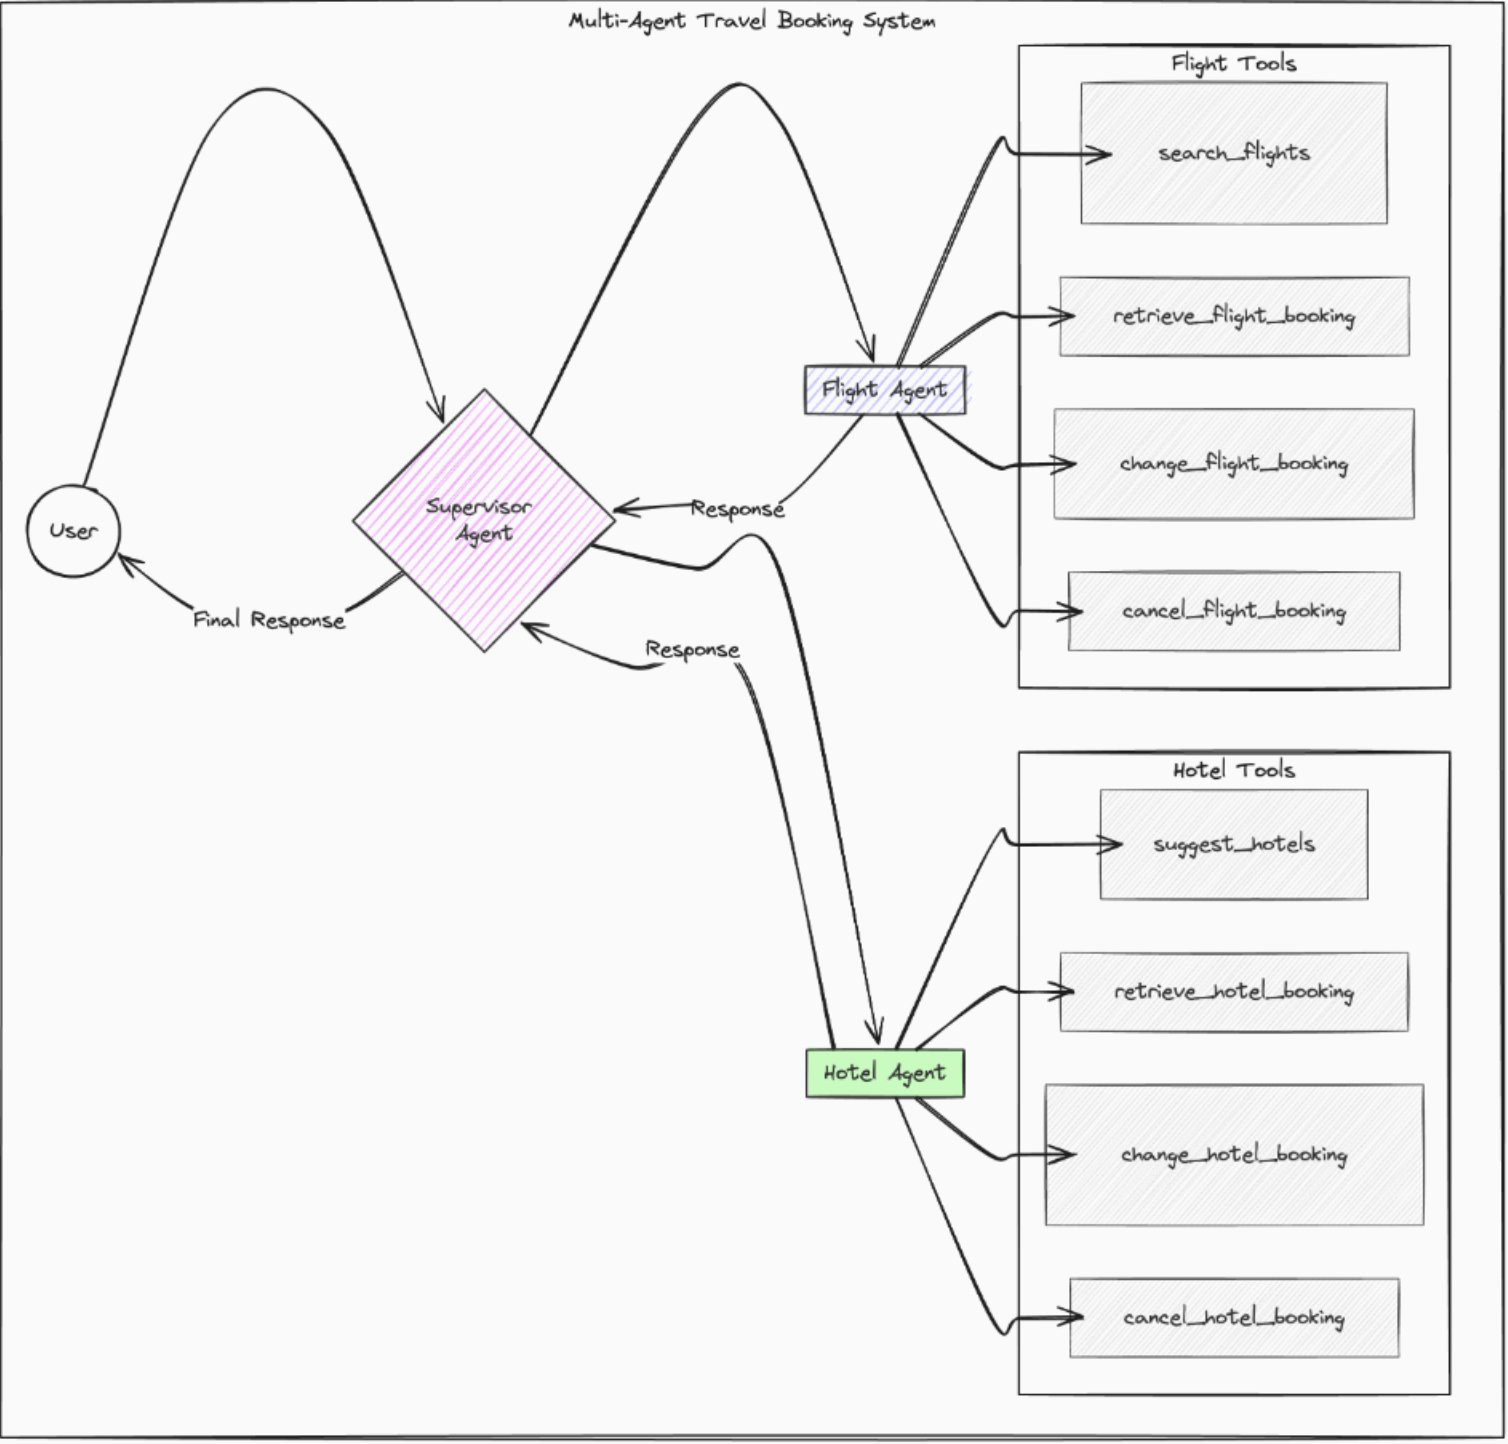 Multi-Agent Travel Booking System
Flight Tools
search_flights
retrieve_flight_booking
Flight Agent
change_flight_booking
Supervisor
Agent
Response
User
cancel_flight_booking
Final Response
Response
Hotel Tools
suggest_hotels
retrieve_hotel_booking
Hotel Agent
change_hotel_booking
cancel_hotel_booking